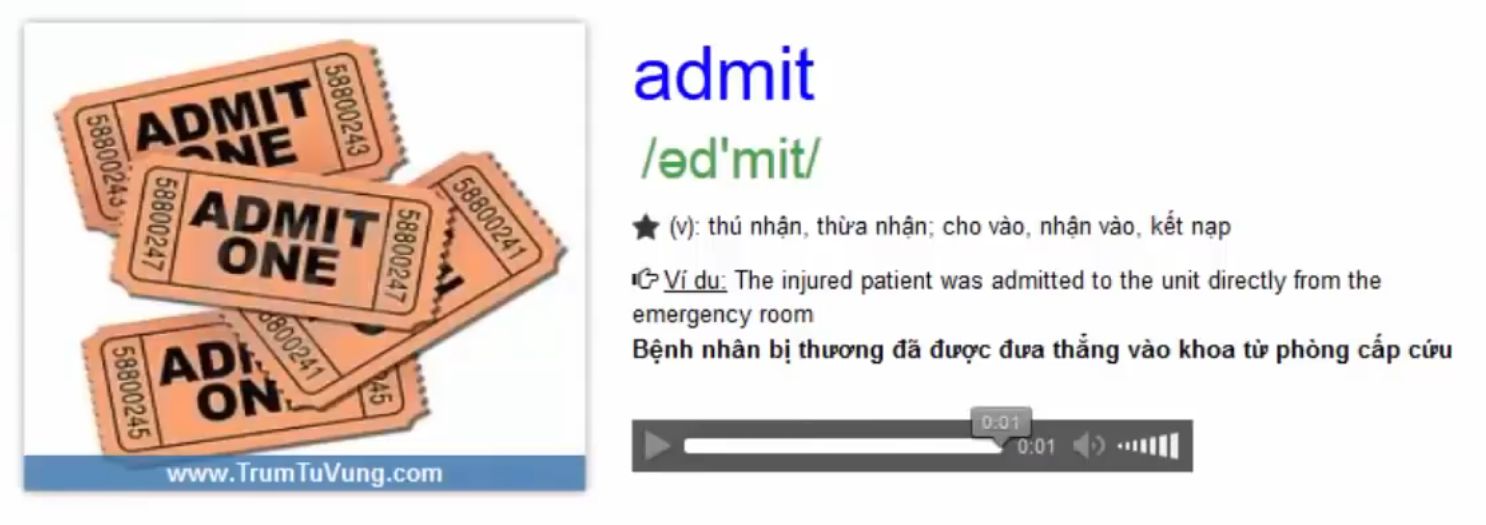 ADMIT
ONE
58800243
58800243
ADMIT
ONE
58800247
58800247
58800241
58800241
ONE
58800245
45
www.TrumTuVung.com
admit
/əd'mit/
(v): thú nhận, thừa nhận; cho vào, nhận vào, kết nạp
Ví du: The injured patient was admitted to the unit directly from the
emergency room
Bệnh nhân bị thương đã được đưa thẳng vào khoa từ phòng cấp cứu
0:01
0:01